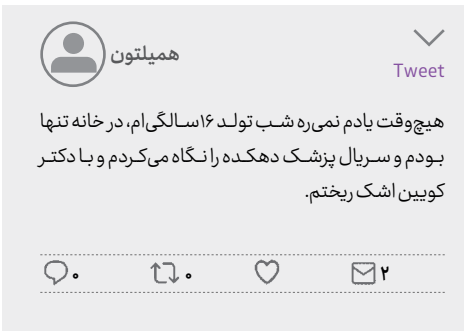 همیلتون
Tweet
هیچ‌وقت یادم نمی‌ره شب تولد ۱۶سالگی‌ام، در خانه تنها
بودم و سریال پزشک دهکده را نگاه می‌کردم و با دکتر
کویین اشک ریختم.
۰ ۰ ۲